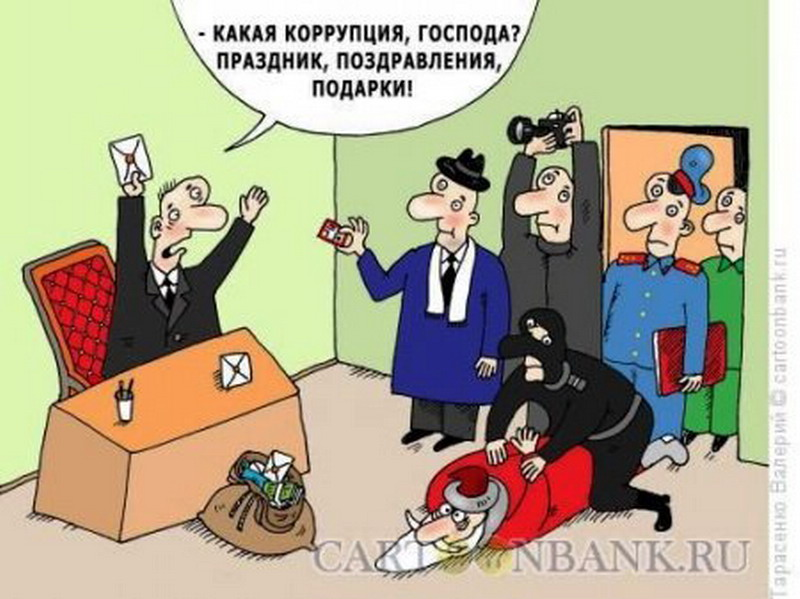 - КАКАЯ КОРРУПЦИЯ, ГОСПОДА?
ПРАЗДНИК, ПОЗДРАВЛЕНИЯ,
ПОДАРКИ!
CARTOONBANK.RU
Тарасенко Валерий © cartoonbank.ru